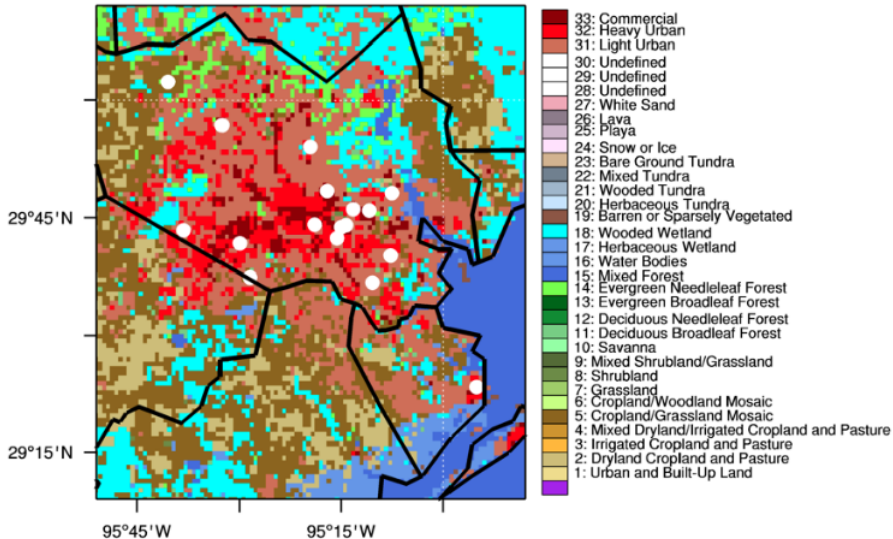 29°45'N
29°15'N
95°45'W
95°15'W
33: Commercial
32: Heavy Urban
31: Light Urban
30: Undefined
29: Undefined
28: Undefined
27: White Sand
26: Lava
25: Playa
24: Snow or Ice
23: Bare Ground Tundra
22: Mixed Tundra
21: Wooded Tundra
20: Herbaceous Tundra
19: Barren or Sparsely Vegetated
18: Wooded Wetland
17: Herbaceous Wetland
16: Water Bodies
15: Mixed Forest
14: Evergreen Needleleaf Forest
13: Evergreen Broadleaf Forest
12: Deciduous Needleleaf Forest
11: Deciduous Broadleaf Forest
10: Savanna
9: Mixed Shrubland/Grassland
8: Shrubland
7: Grassland
6: Cropland/Woodland Mosaic
5: Cropland/Grassland Mosaic
4: Mixed Dryland/Irrigated Cropland and Pasture
3: Irrigated Cropland and Pasture
2: Dryland Cropland and Pasture
1: Urban and Built-Up Land